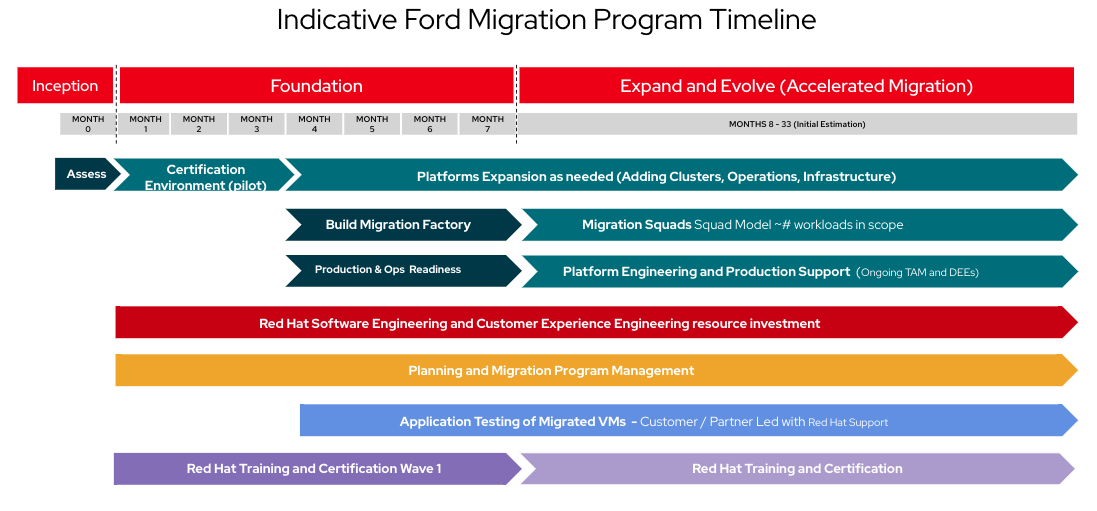 Indicative Ford Migration Program Timeline
Inception
Foundation
Expand and Evolve (Accelerated Migration)
MONTH
0
MONTH
1
MONTH
2
MONTH
3
MONTH
4
MONTH
5
MONTH
6
MONTH
7
MONTHS 8 - 33 (Initial Estimation)
Assess
Certification
Environment (pilot)
Platforms Expansion as needed (Adding Clusters, Operations, Infrastructure)
Build Migration Factory
Migration Squads Squad Model ~# workloads in scope
Production & Ops Readiness
Platform Engineering and Production Support (Ongoing TAM and DEEs)
Red Hat Software Engineering and Customer Experience Engineering resource investment
Planning and Migration Program Management
Application Testing of Migrated VMs - Customer / Partner Led with Red Hat Support
Red Hat Training and Certification Wave 1
Red Hat Training and Certification